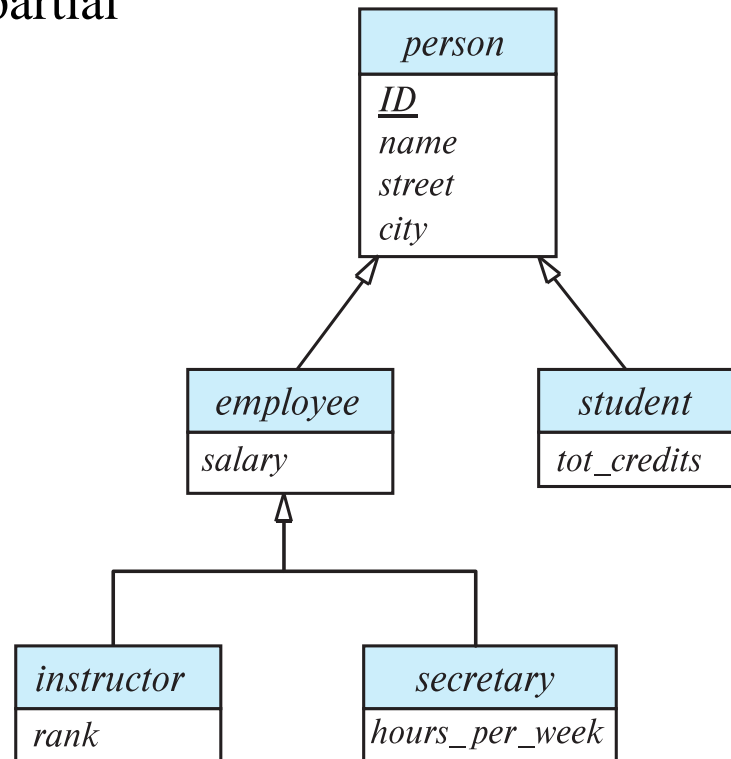 partial
person
ID
name
street
city
employee
student
salary
tot_credits
instructor
secretary
rank
hours_per_week